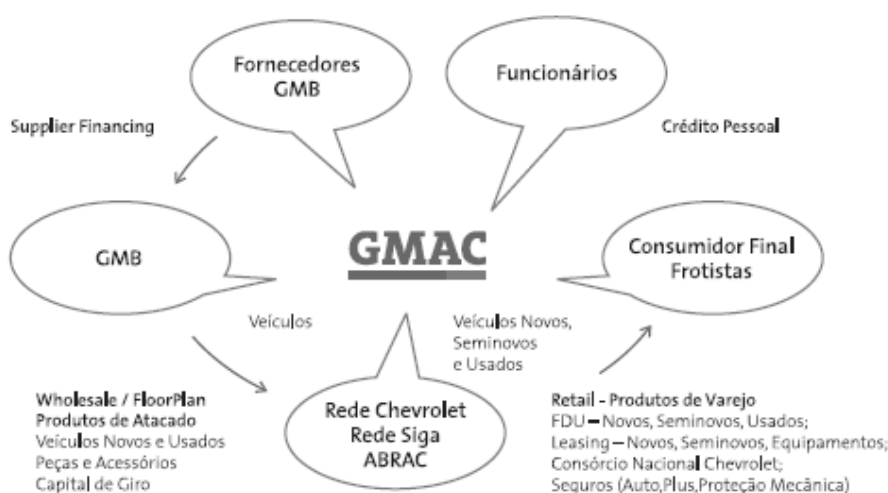 Fornecedores
GMB
Funcionários
Supplier Financing
Crédito Pessoal
GMB
GMAC
Consumidor Final
Frotistas
Veículos
Veículos Novos,
Seminovos
e Usados
Wholesale / FloorPlan
Produtos de Atacado
Veículos Novos e Usados
Peças e Acessórios
Capital de Giro
Rede Chevrolet
Rede Siga
ABRAC
Retail - Produtos de Varejo
FDU – Novos, Seminovos, Usados;
Leasing – Novos, Seminovos, Equipamentos;
Consórcio Nacional Chevrolet;
Seguros (Auto,Plus,Proteção Mecânica)